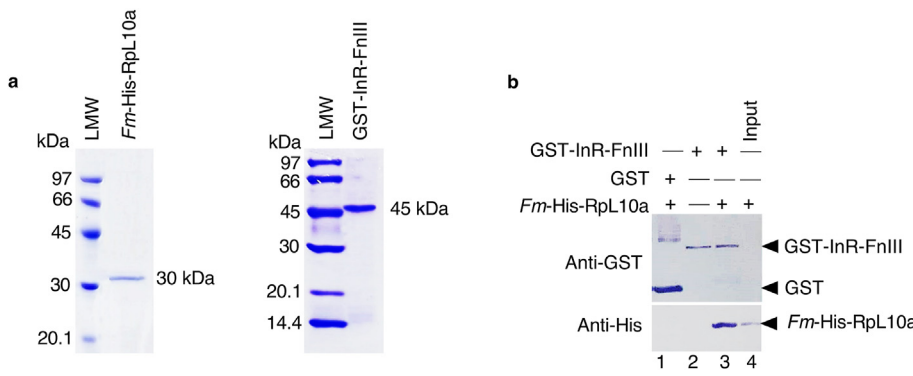 a
kDa
LMW
Fm-His-RpL10a
97
66
45
30
20.1
30 kDa
kDa
LMW
GST-InR-FnIII
97
66
45
30
20.1
14.4
45 kDa
b
Input
GST-InR-FnIII — + + —
GST + — — —
Fm-His-RpL10a + — + +
Anti-GST
GST-InR-FnIII
GST
Anti-His
Fm-His-RpL10a
1 2 3 4